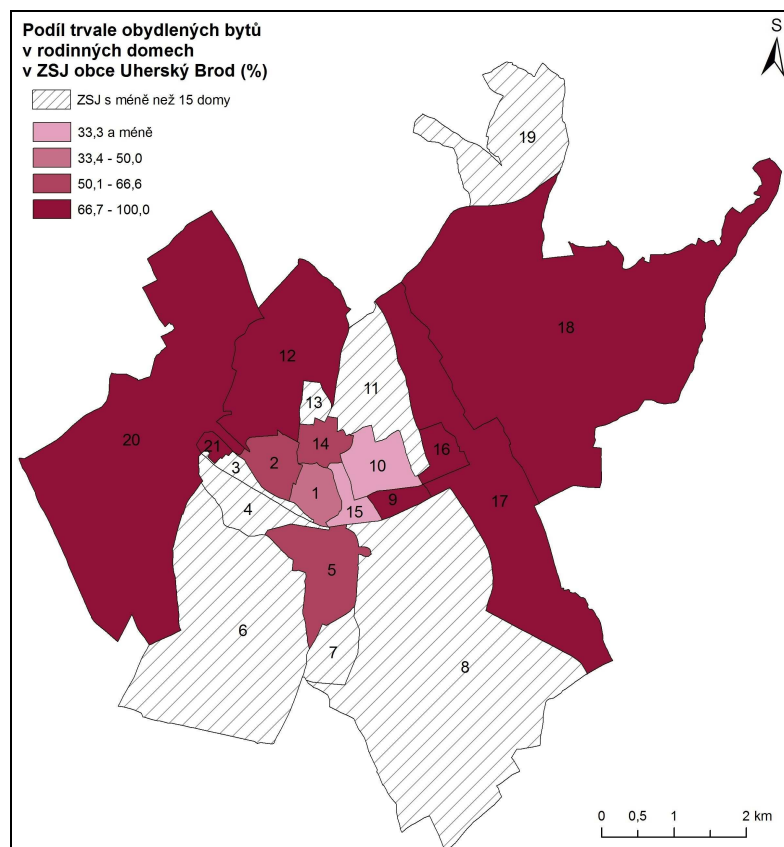 Podíl trvale obydlených bytů
v rodinných domech
v ZSJ obce Uherský Brod (%)
ZSJ s méně než 15 domy
33,3 a méně
33,4 - 50,0
50,1 - 66,6
66,7 - 100,0
S
19
18
12
11
13
20
14
16
21
3
2
10
1
9
17
4
15
5
6
7
8
0 0,5 1 2 km